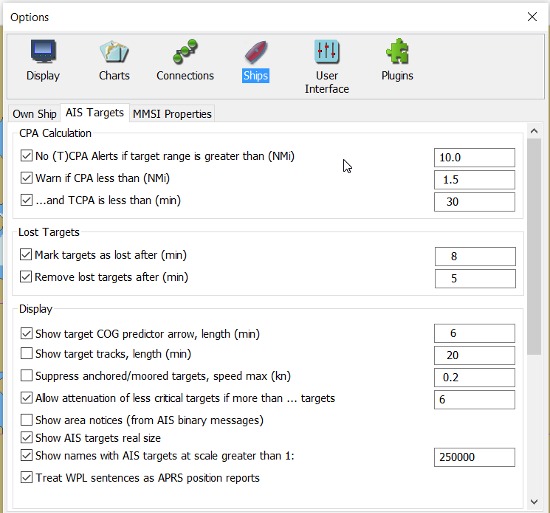 Options
Display
Charts
Connections
Ships
User
Interface
Plugins
Own Ship
AIS Targets
MMSI Properties
CPA Calculation
No (T)CPA Alerts if target range is greater than (NMi) 10.0
Warn if CPA less than (NMi) 1.5
...and TCPA is less than (min) 30
Lost Targets
Mark targets as lost after (min) 8
Remove lost targets after (min) 5
Display
Show target COG predictor arrow, length (min) 6
Show target tracks, length (min) 20
Suppress anchored/moored targets, speed max (kn) 0.2
Allow attenuation of less critical targets if more than ... targets 6
Show area notices (from AIS binary messages)
Show AIS targets real size
Show names with AIS targets at scale greater than 1: 250000
Treat WPL sentences as APRS position reports